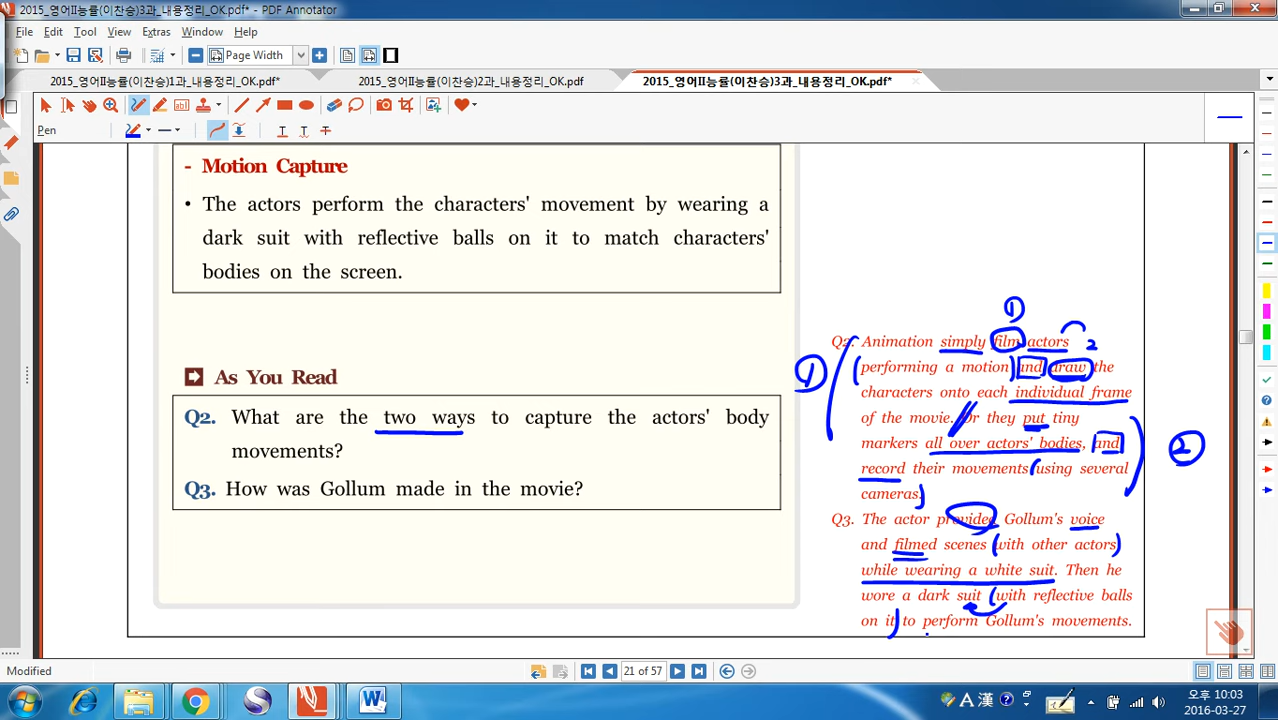 2015_영어II능률(이찬승)3과_내용정리_OK.pdf* - PDF Annotator
File Edit View Tool Extras Window Help
Page Width
2015_영어II능률(이찬승)1과_내용정리_OK.pdf* 2015_영어II능률(이찬승)2과_내용정리_OK.pdf 2015_영어II능률(이찬승)3과_내용정리_OK.pdf*
Pen
- Motion Capture
• The actors perform the characters' movement by wearing a
dark suit with reflective balls on it to match characters'
bodies on the screen.
As You Read
Q2. What are the two ways to capture the actors' body
movements?
Q3. How was Gollum made in the movie?
①
Q2. Animation simply film actors
2
① performing a motion and draw the
characters onto each individual frame
of the movie. Or they put tiny
markers all over actors' bodies, and ②
record their movements using several
cameras.
Q3. The actor provided Gollum's voice
and filmed scenes with other actors
while wearing a white suit. Then he
wore a dark suit with reflective balls
on it to perform Gollum's movements.
Modified 21 of 57
A 漢 오후 10:03
2016-03-27